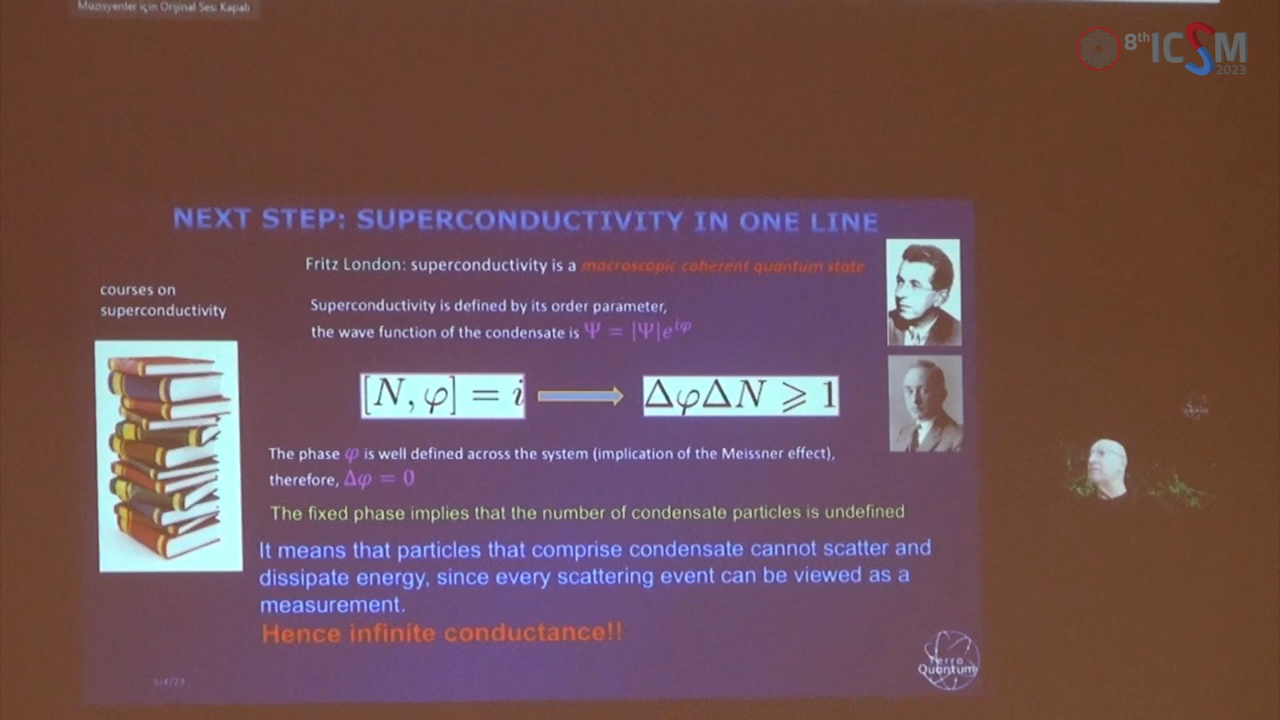 Müzisyenler için Orijinal Ses: Kapalı
8th ICSM
2023
NEXT STEP: SUPERCONDUCTIVITY IN ONE LINE
Fritz London: superconductivity is a macroscopic coherent quantum state
courses on
superconductivity
Superconductivity is defined by its order parameter,
the wave function of the condensate is Ψ = |Ψ|e^{iφ}
[N, φ] = i
ΔφΔN ⩾ 1
The phase φ is well defined across the system (implication of the Meissner effect),
therefore, Δφ = 0
The fixed phase implies that the number of condensate particles is undefined
It means that particles that comprise condensate cannot scatter and
dissipate energy, since every scattering event can be viewed as a
measurement.
Hence infinite conductance!!
Terra
Quantum
5/4/23